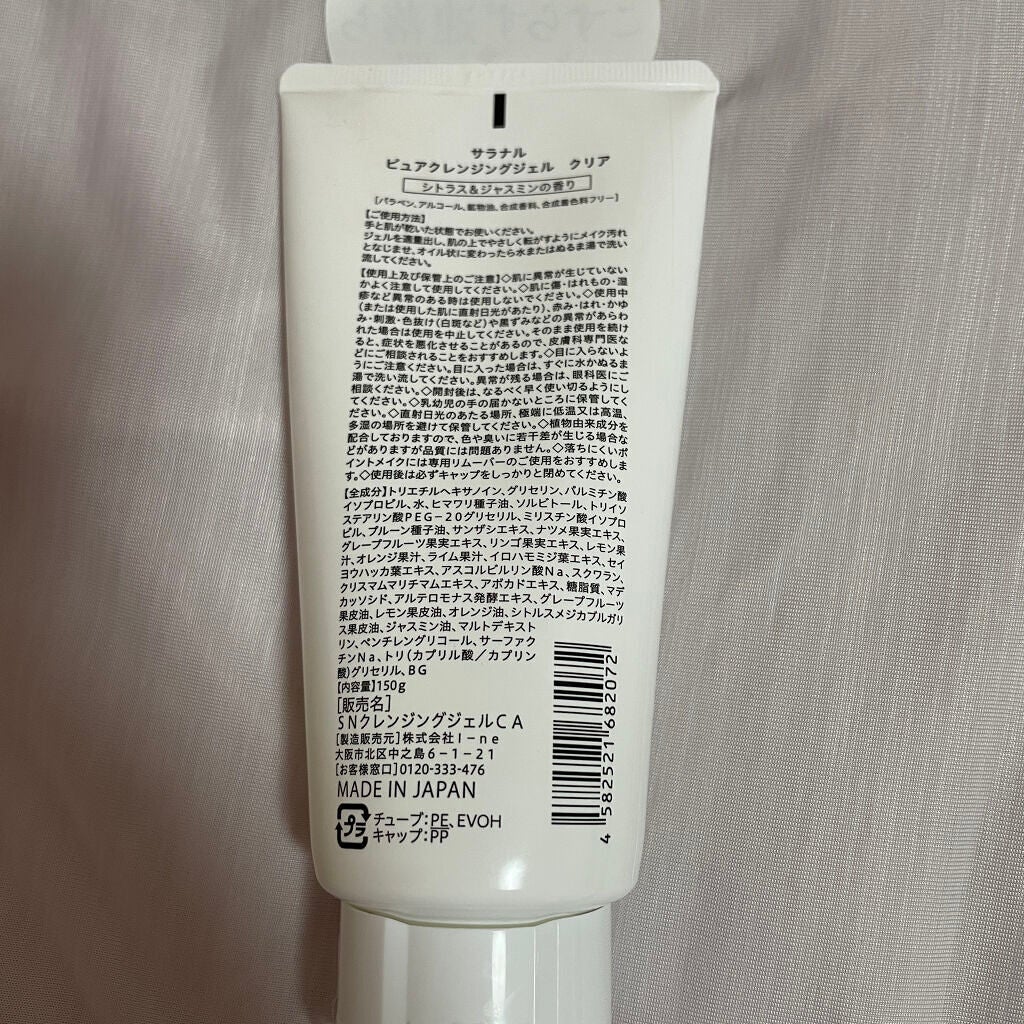 こすらず速落ち
サラナル
ピュアクレンジングジェル　クリア
シトラス＆ジャスミンの香り
[パラベン、アルコール、鉱物油、合成香料、合成着色料フリー]
【ご使用方法】
手と肌が乾いた状態でお使いください。
ジェルを適量出し、肌の上でやさしく転がすようにメイク汚れ
となじませ、オイル状に変わったら水またはぬるま湯で洗い
流してください。
【使用上及び保管上のご注意】◇肌に異常が生じていない
かよく注意して使用してください。◇肌に傷・はれもの・湿
疹など異常のある時は使用しないでください。◇使用中
(または使用した肌に直射日光があたり)、赤み・はれ・かゆ
み・刺激・色抜け(白斑など)や黒ずみなどの異常があらわ
れた場合は使用を中止してください。そのまま使用を続け
ると、症状を悪化させることがあるので、皮膚科専門医な
どにご相談されることをおすすめします。◇目に入らないよ
うにご注意ください。目に入った場合は、すぐに水かぬるま
湯で洗い流してください。異常が残る場合は、眼科医にご
相談ください。◇開封後は、なるべく早く使い切るようにし
てください。◇乳幼児の手の届かないところに保管してく
ださい。◇直射日光のあたる場所、極端に低温又は高温、
多湿の場所を避けて保管してください。◇植物由来成分を
配合しておりますので、色や臭いに若干差が生じる場合な
どがありますが品質には問題ありません。◇落ちにくいポ
イントメイクには専用リムーバーのご使用をおすすめしま
す。◇使用後は必ずキャップをしっかりと閉めてください。
【全成分】トリエチルヘキサノイン、グリセリン、パルミチン酸
イソプロピル、水、ヒマワリ種子油、ソルビトール、トリイソ
ステアリン酸PEG－20グリセリル、ミリスチン酸イソプロ
ピル、プルーン種子油、サンザシエキス、ナツメ果実エキス、
グレープフルーツ果実エキス、リンゴ果実エキス、レモン果
汁、オレンジ果汁、ライム果汁、イロハモミジ葉エキス、セイ
ヨウハッカ葉エキス、アスコルビルリン酸Na、スクワラン、
クリスマムマリチマムエキス、アボカドエキス、糖脂質、マデ
カッソシド、アルテロモナス発酵エキス、グレープフルーツ
果皮油、レモン果皮油、オレンジ油、シトルスメジカブルガリ
ス果皮油、ジャスミン油、マルトデキスト
リン、ペンチレングリコール、サーファク
チンNa、トリ(カプリル酸／カプリン
酸)グリセリル、BG
【内容量】150g
[販売名]
SNクレンジングジェルCA
[製造販売元]株式会社I－ne
大阪市北区中之島6－1－21
[お客様窓口]0120-333-476
MADE IN JAPAN
プラ
チューブ：PE、EVOH
キャップ：PP
4 582521 682072